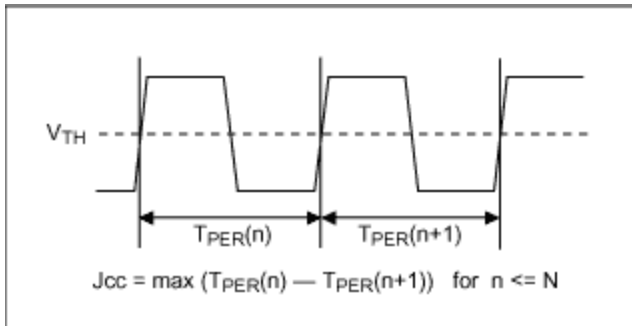 VTH
TPER(n) TPER(n+1)
Jcc = max (TPER(n) — TPER(n+1)) for n <= N